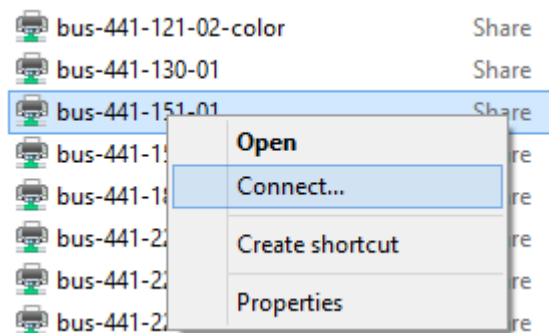 bus-441-121-02-color Share
bus-441-130-01 Share
bus-441-151-01 Share
Open
Connect...
Create shortcut
Properties